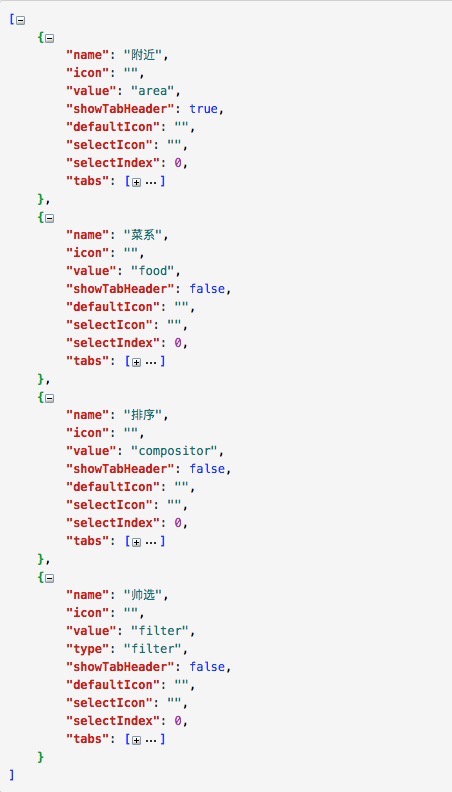 [
{
"name": "附近",
"icon": "",
"value": "area",
"showTabHeader": true,
"defaultIcon": "",
"selectIcon": "",
"selectIndex": 0,
"tabs": [ ... ]
},
{
"name": "菜系",
"icon": "",
"value": "food",
"showTabHeader": false,
"defaultIcon": "",
"selectIcon": "",
"selectIndex": 0,
"tabs": [ ... ]
},
{
"name": "排序",
"icon": "",
"value": "compositor",
"showTabHeader": false,
"defaultIcon": "",
"selectIcon": "",
"selectIndex": 0,
"tabs": [ ... ]
},
{
"name": "帅选",
"icon": "",
"value": "filter",
"type": "filter",
"showTabHeader": false,
"defaultIcon": "",
"selectIcon": "",
"selectIndex": 0,
"tabs": [ ... ]
}
]